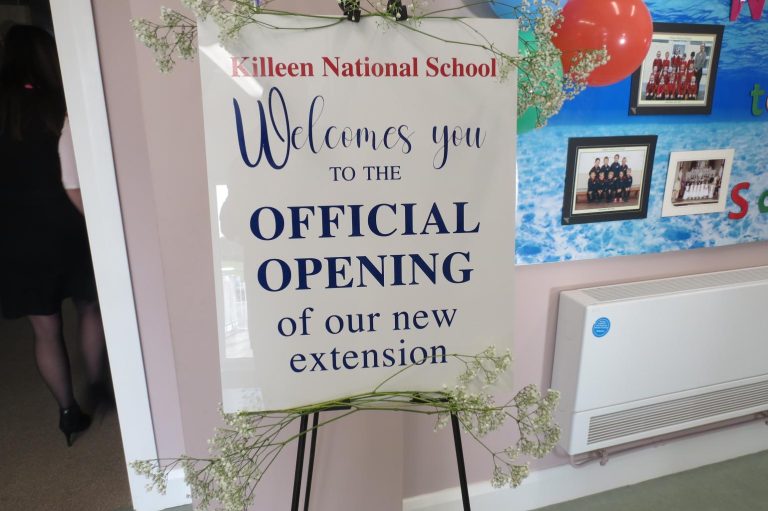 Killeen National School
Welcomes you
TO THE
OFFICIAL
OPENING
of our new
extension